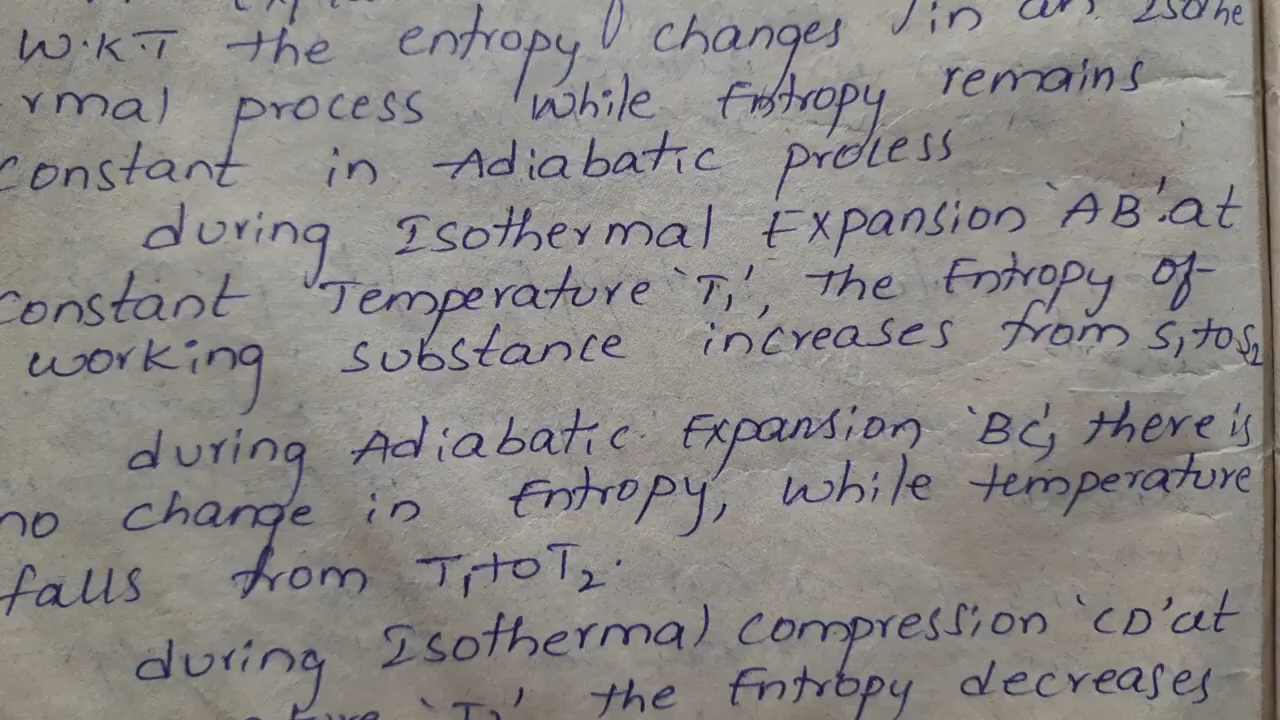 in an Isothe
W.K.T the entropy changes
rmal process while Entropy remains
constant in Adiabatic process
during Isothermal Expansion 'AB' at
constant Temperature 'T₁', the Entropy of
working substance increases from S₁ to S₂
during Adiabatic Expansion 'BC', there is
no change in Entropy, while temperature
falls from T₁ to T₂.
during Isothermal compression 'CD' at
'T₂' the Entropy decreases